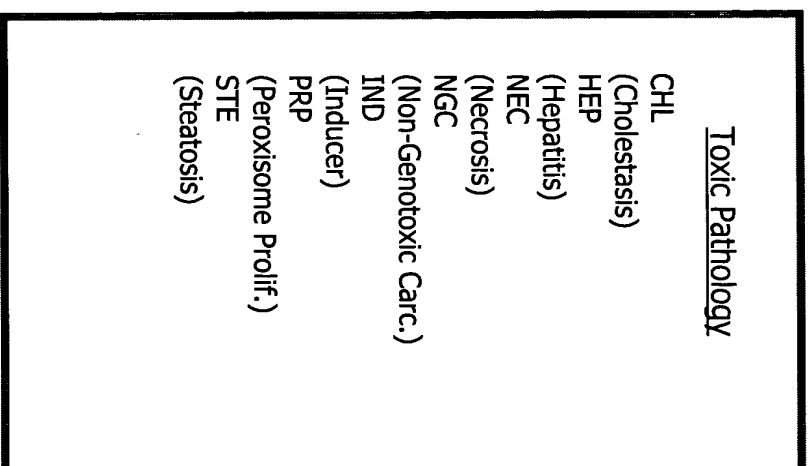 Toxic Pathology
CHL
(Cholestasis)
HEP
(Hepatitis)
NEC
(Necrosis)
NGC
(Non-Genotoxic Carc.)
IND
(Inducer)
PRP
(Peroxisome Prolif.)
STE
(Steatosis)